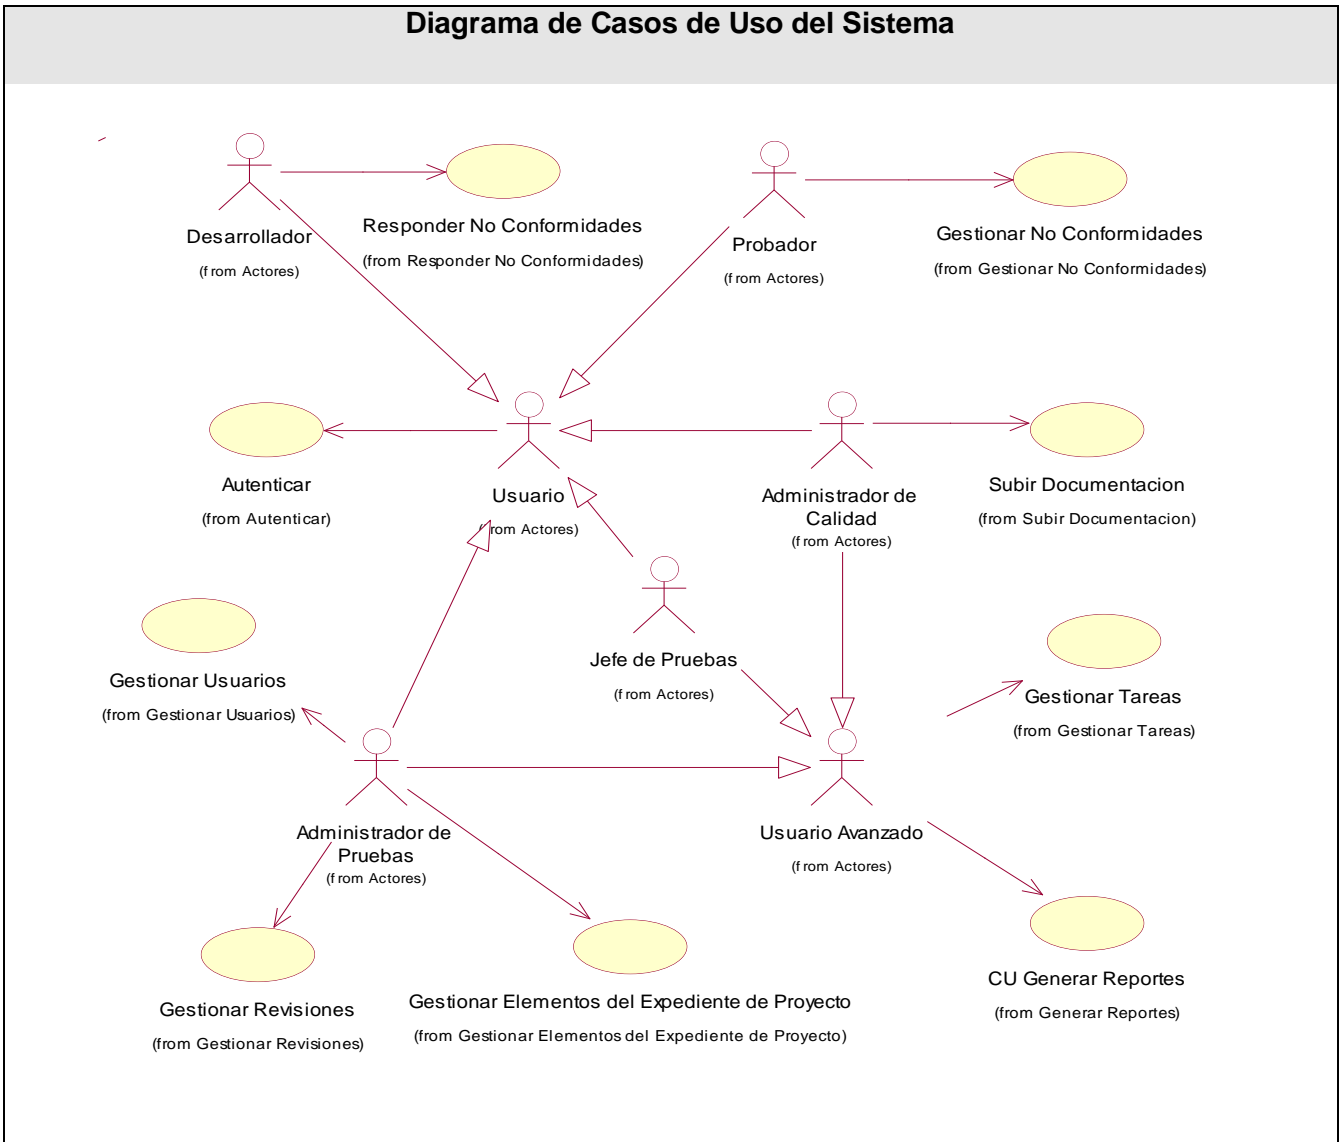 Diagrama de Casos de Uso del Sistema
Desarrollador
(from Actores)
Responder No Conformidades
(from Responder No Conformidades)
Probador
(from Actores)
Gestionar No Conformidades
(from Gestionar No Conformidades)
Autenticar
(from Autenticar)
Usuario
(from Actores)
Administrador de
Calidad
(from Actores)
Subir Documentacion
(from Subir Documentacion)
Gestionar Usuarios
(from Gestionar Usuarios)
Jefe de Pruebas
(from Actores)
Gestionar Tareas
(from Gestionar Tareas)
Administrador de
Pruebas
(from Actores)
Usuario Avanzado
(from Actores)
Gestionar Revisiones
(from Gestionar Revisiones)
Gestionar Elementos del Expediente de Proyecto
(from Gestionar Elementos del Expediente de Proyecto)
CU Generar Reportes
(from Generar Reportes)